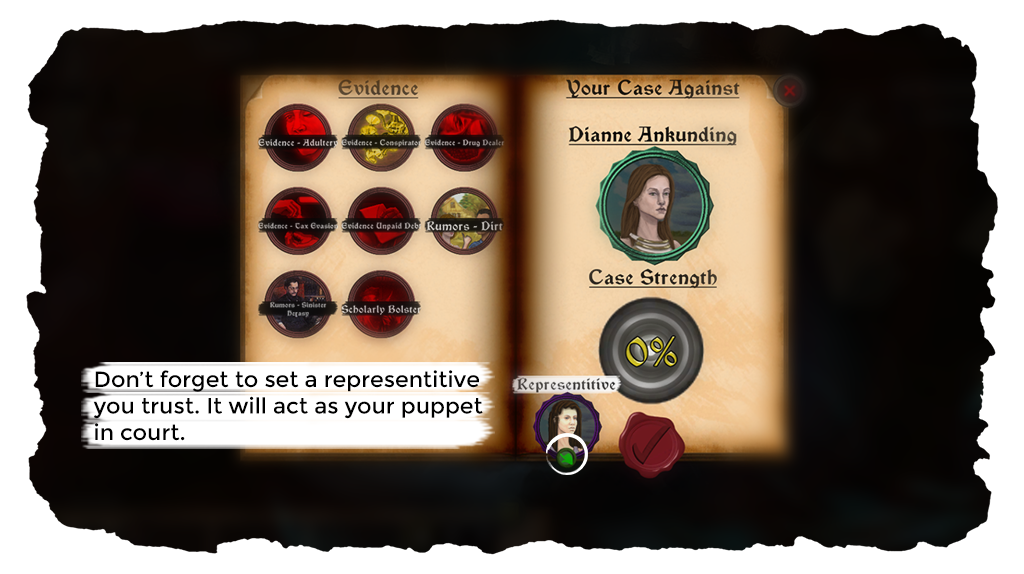 Evidence
Evidence - Adultery
Evidence - Conspirator
Evidence - Drug Dealer
Evidence - Tax Evasion
Evidence Unpaid Deb
Rumors - Dirt
Rumors - Sinister
Scholarly Bolster
Your Case Against
Dianne Ankunding
Case Strength
0%
Representitive
Don't forget to set a representitive
you trust. It will act as your puppet
in court.